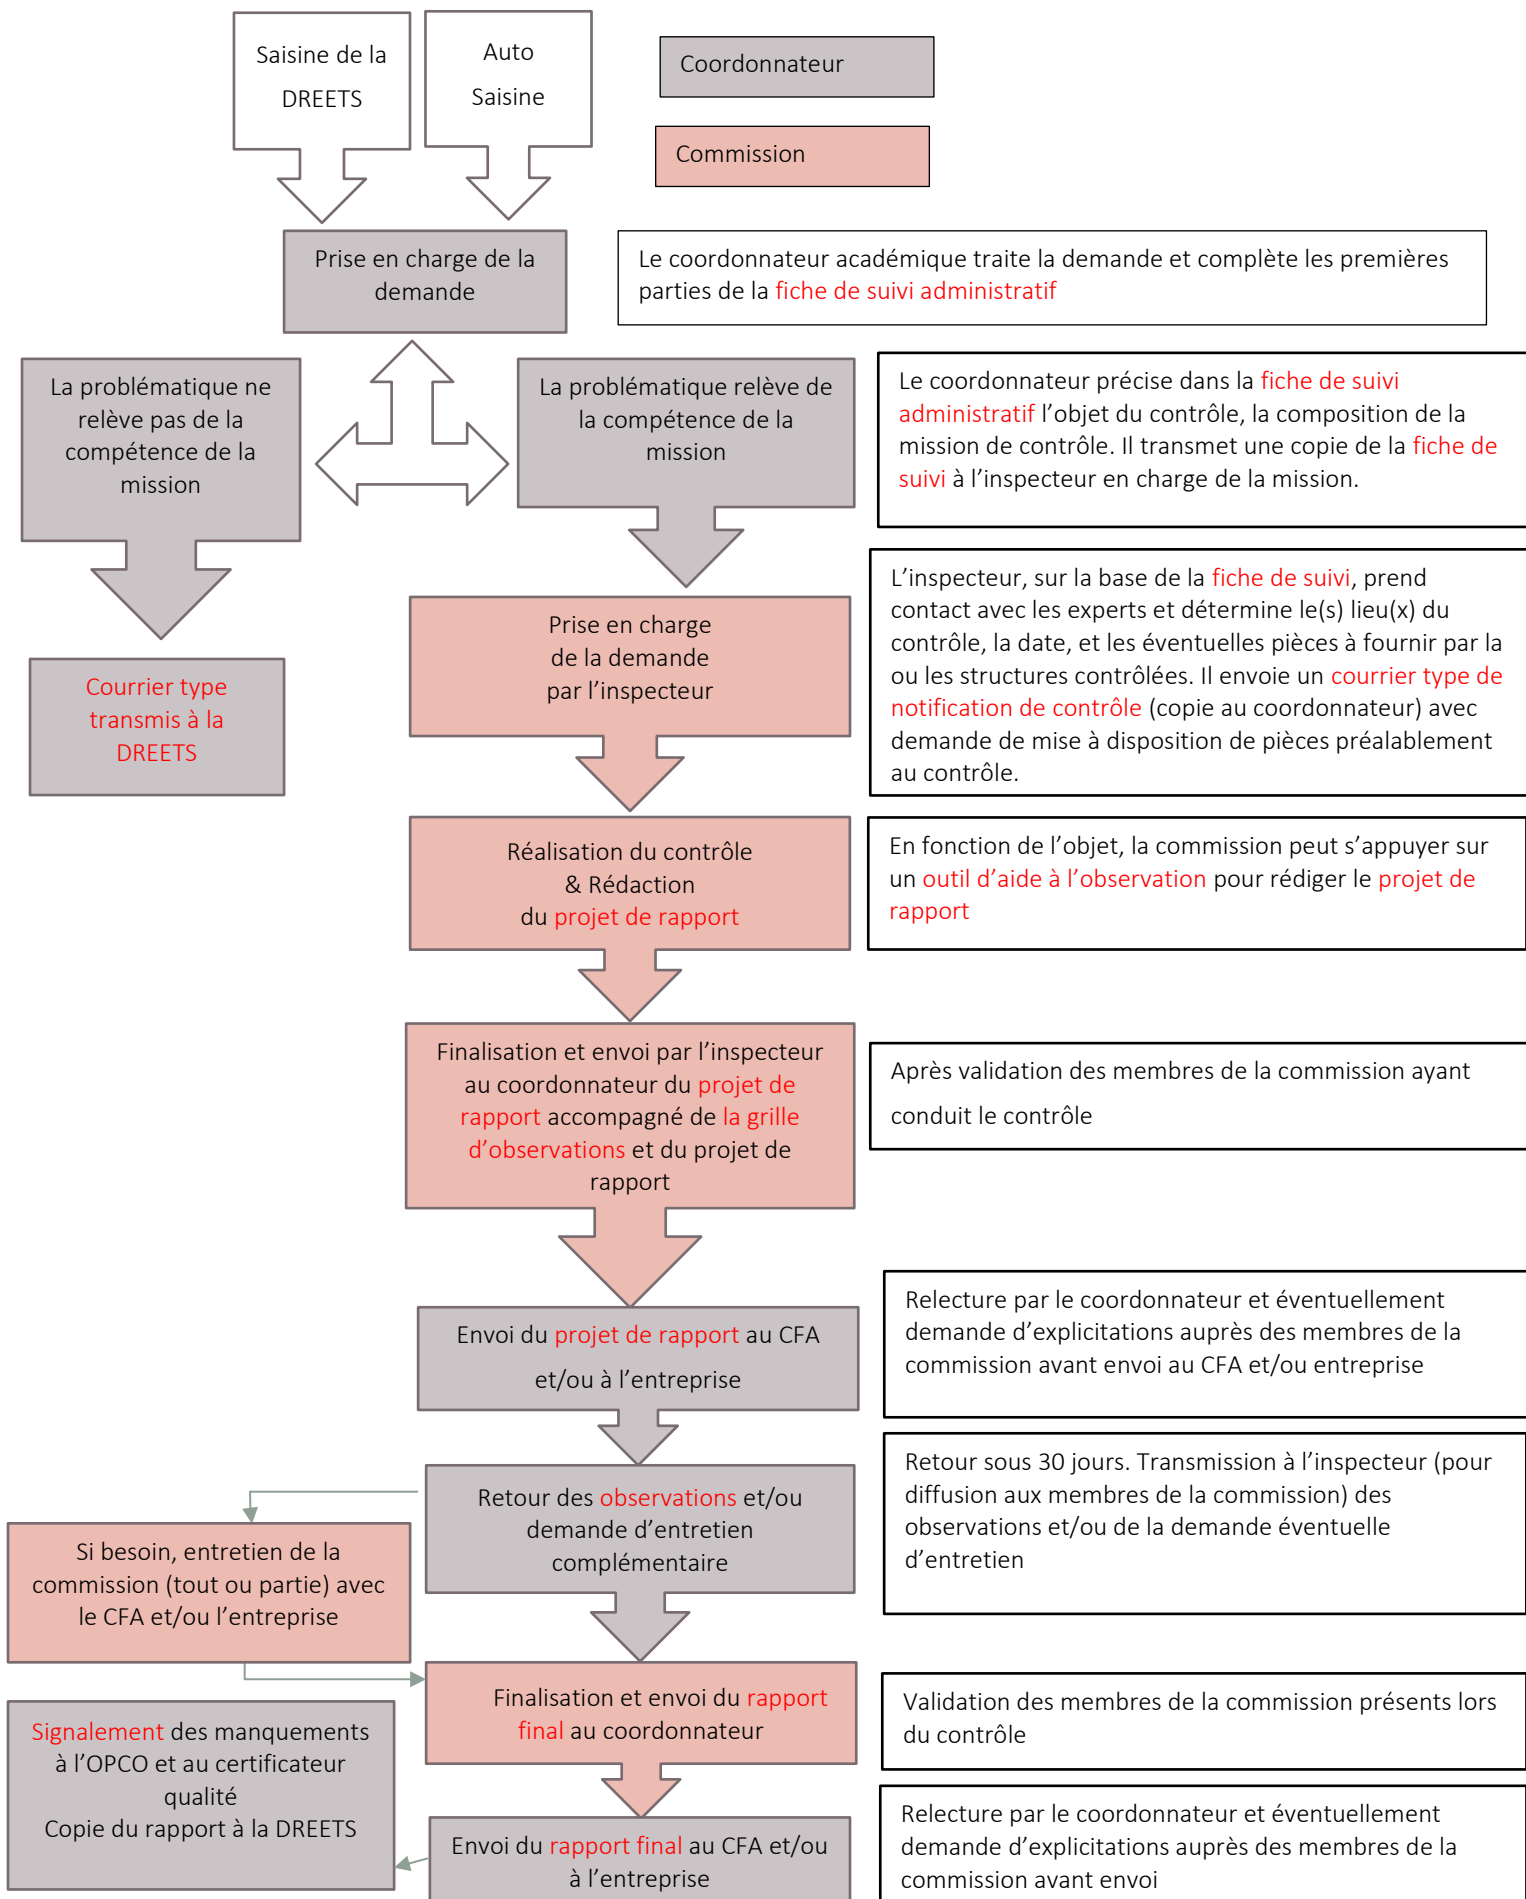 Saisine de la
DREETS
Auto
Saisine
Coordonnateur
Commission
Prise en charge de la
demande
Le coordonnateur académique traite la demande et complète les premières
parties de la fiche de suivi administratif
La problématique ne
relève pas de la
compétence de la
mission
La problématique relève de
la compétence de la
mission
Le coordonnateur précise dans la fiche de suivi
administratif l’objet du contrôle, la composition de la
mission de contrôle. Il transmet une copie de la fiche de
suivi à l’inspecteur en charge de la mission.
Courrier type
transmis à la
DREETS
Prise en charge
de la demande
par l’inspecteur
L’inspecteur, sur la base de la fiche de suivi, prend
contact avec les experts et détermine le(s) lieu(x) du
contrôle, la date, et les éventuelles pièces à fournir par la
ou les structures contrôlées. Il envoie un courrier type de
notification de contrôle (copie au coordonnateur) avec
demande de mise à disposition de pièces préalablement
au contrôle.
Réalisation du contrôle
& Rédaction
du projet de rapport
En fonction de l’objet, la commission peut s’appuyer sur
un outil d’aide à l’observation pour rédiger le projet de
rapport
Finalisation et envoi par l’inspecteur
au coordonnateur du projet de
rapport accompagné de la grille
d’observations et du projet de
rapport
Après validation des membres de la commission ayant
conduit le contrôle
Envoi du projet de rapport au CFA
et/ou à l’entreprise
Relecture par le coordonnateur et éventuellement
demande d’explicitations auprès des membres de la
commission avant envoi au CFA et/ou entreprise
Retour des observations et/ou
demande d’entretien
complémentaire
Retour sous 30 jours. Transmission à l’inspecteur (pour
diffusion aux membres de la commission) des
observations et/ou de la demande éventuelle
d’entretien
Si besoin, entretien de la
commission (tout ou partie) avec
le CFA et/ou l’entreprise
Finalisation et envoi du rapport
final au coordonnateur
Validation des membres de la commission présents lors
du contrôle
Signalement des manquements
à l’OPCO et au certificateur
qualité
Copie du rapport à la DREETS
Envoi du rapport final au CFA et/ou
à l’entreprise
Relecture par le coordonnateur et éventuellement
demande d’explicitations auprès des membres de la
commission avant envoi